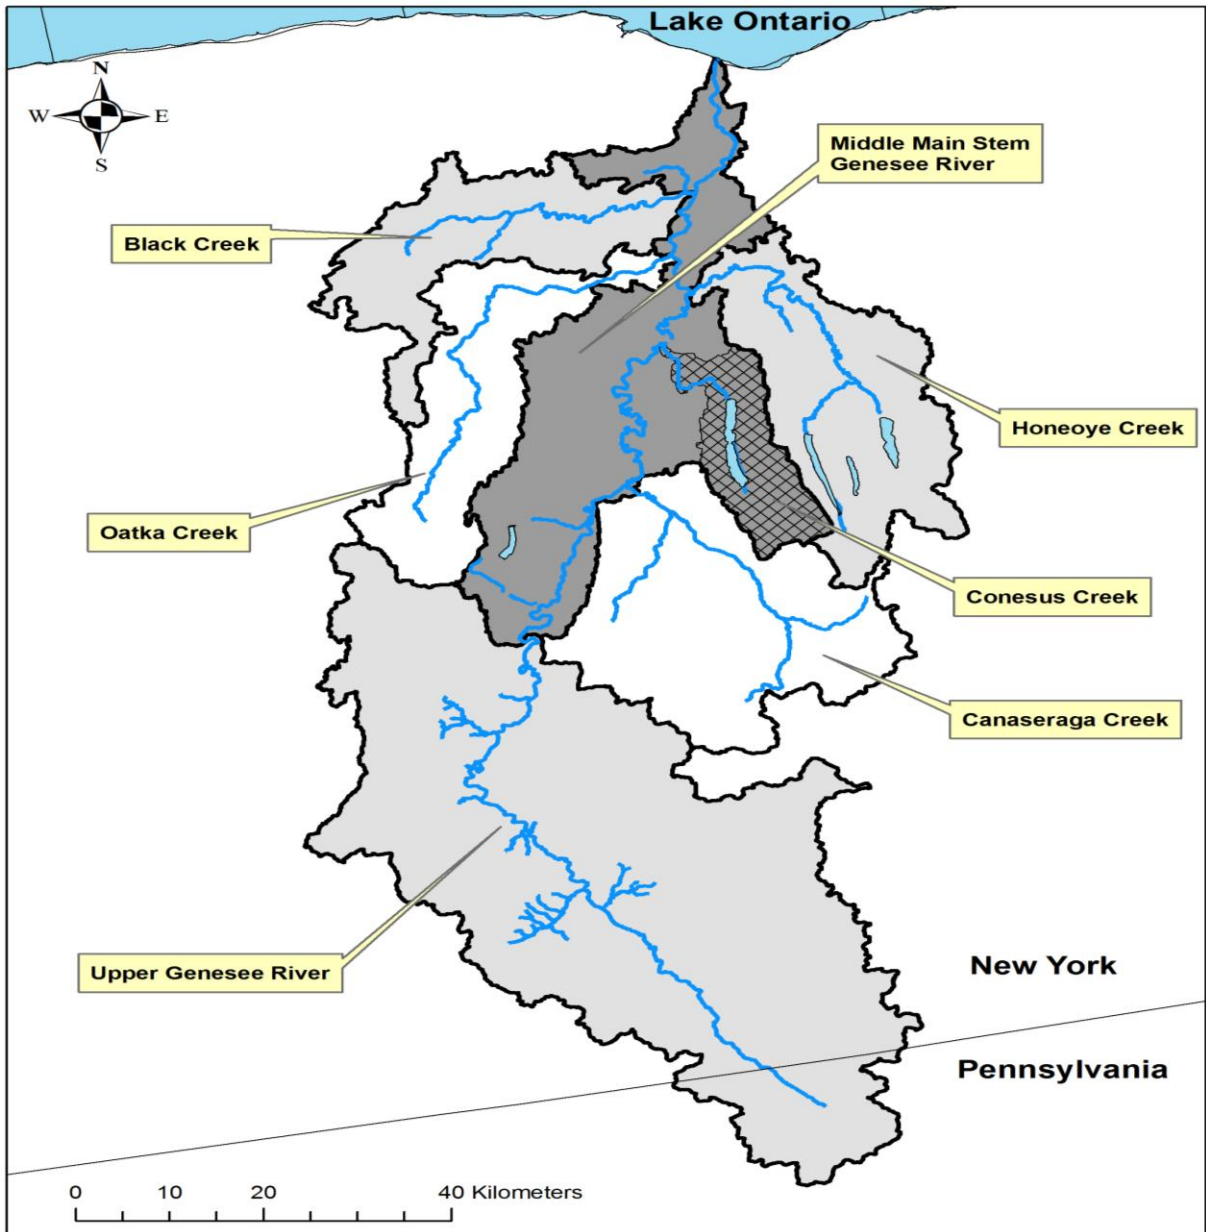 Lake Ontario
N
W E
S
Middle Main Stem
Genesee River
Black Creek
Honeoye Creek
Oatka Creek
Conesus Creek
Canaseraga Creek
Upper Genesee River
New York
Pennsylvania
0 10 20 40 Kilometers